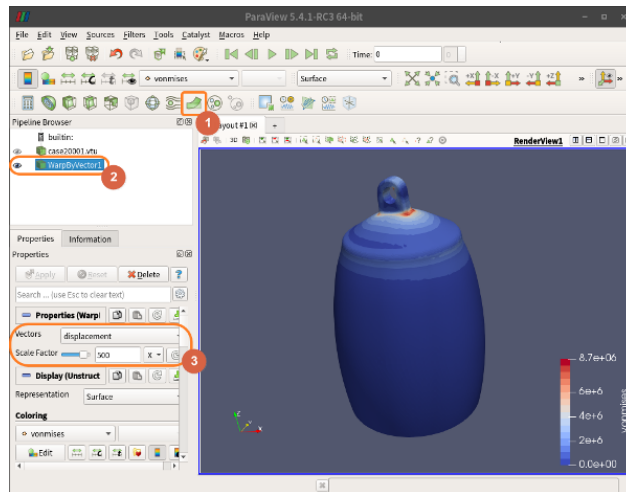 ParaView 5.4.1-RC3 64-bit
File Edit View Sources Filters Tools Catalyst Macros Help
Time: 0 0
vonmises Surface +X -X +Y -Y +Z »
1
Pipeline Browser
ayout #1 +
builtin:
3D RenderView1
case20001.vtu
WarpByVector1
2
Properties Information
Properties
Apply Reset Delete ?
Search ... (use Esc to clear text)
Properties (Warpl
Vectors displacement
Scale Factor 500 X
3
Display (Unstruct
Representation Surface
Coloring
vonmises
Edit
Z
Y
X
8.7e+06
6e+6
4e+6
2e+6
0.0e+00
vonmises